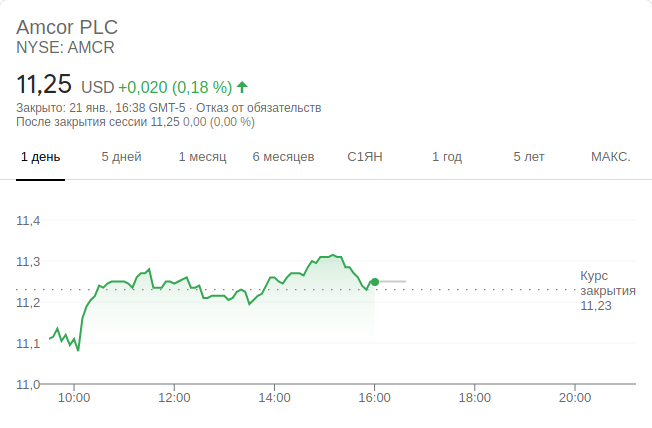 Amcor PLC
NYSE: AMCR
11,25 USD +0,020 (0,18 %)
Закрыто: 21 янв., 16:38 GMT-5 · Отказ от обязательств
После закрытия сессии 11,25 0,00 (0,00 %)
1 день 5 дней 1 месяц 6 месяцев С1ЯН 1 год 5 лет МАКС.
11,4
11,3
Курс
закрытия
11,23
11,2
11,1
11,0
10:00 12:00 14:00 16:00 18:00 20:00